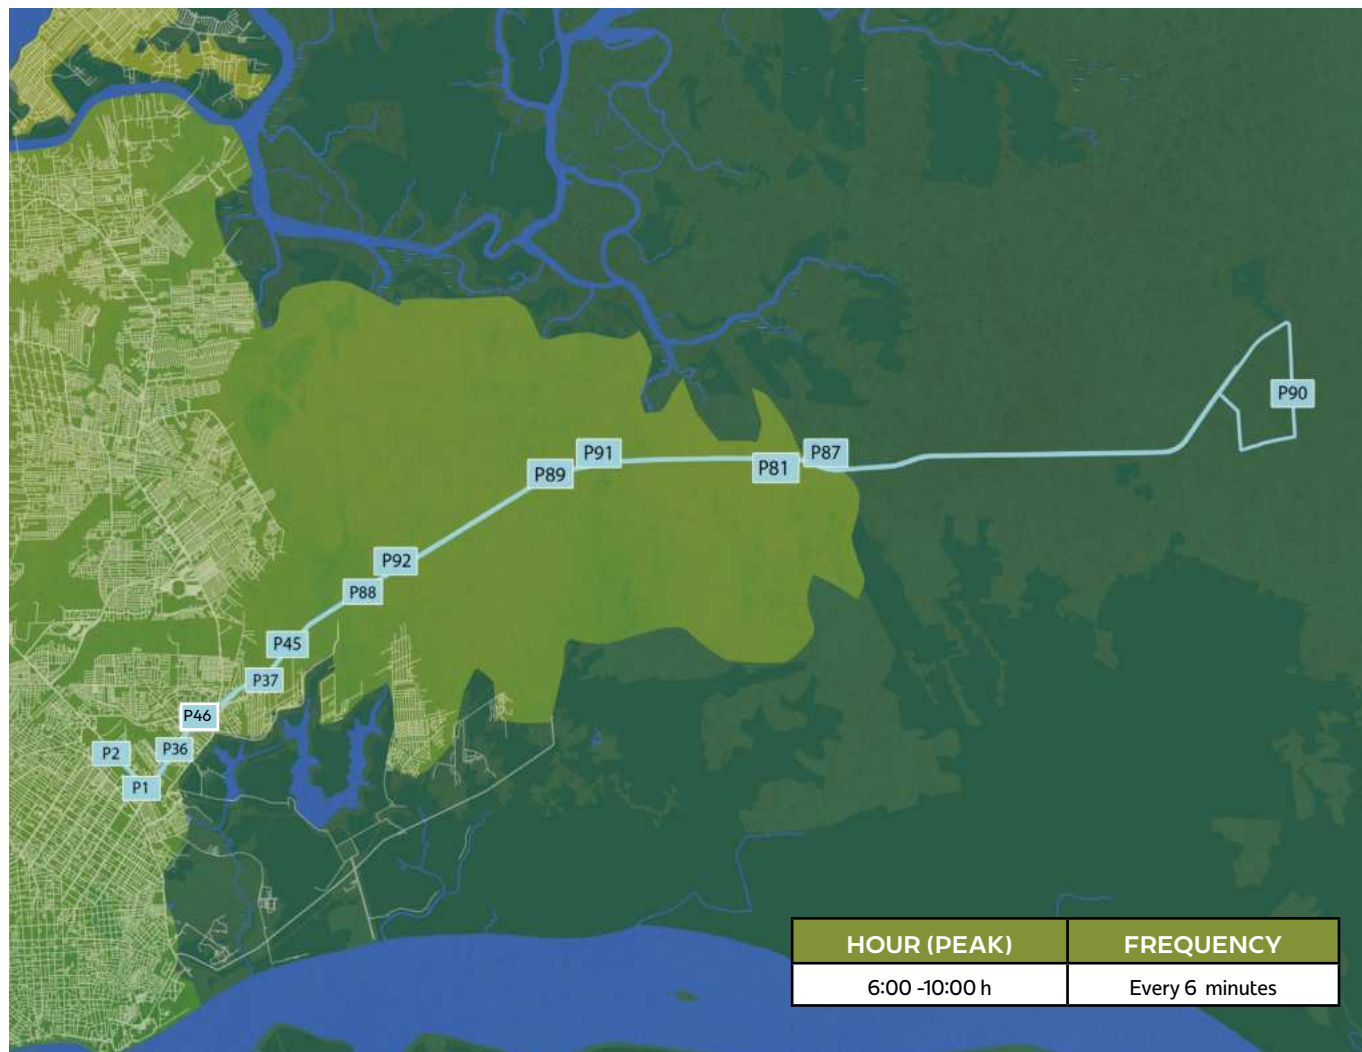 P90
P91
P87
P81
P89
P92
P88
P45
P37
P46
P36
P2
P1
HOUR (PEAK) FREQUENCY
6:00 -10:00 h Every 6 minutes